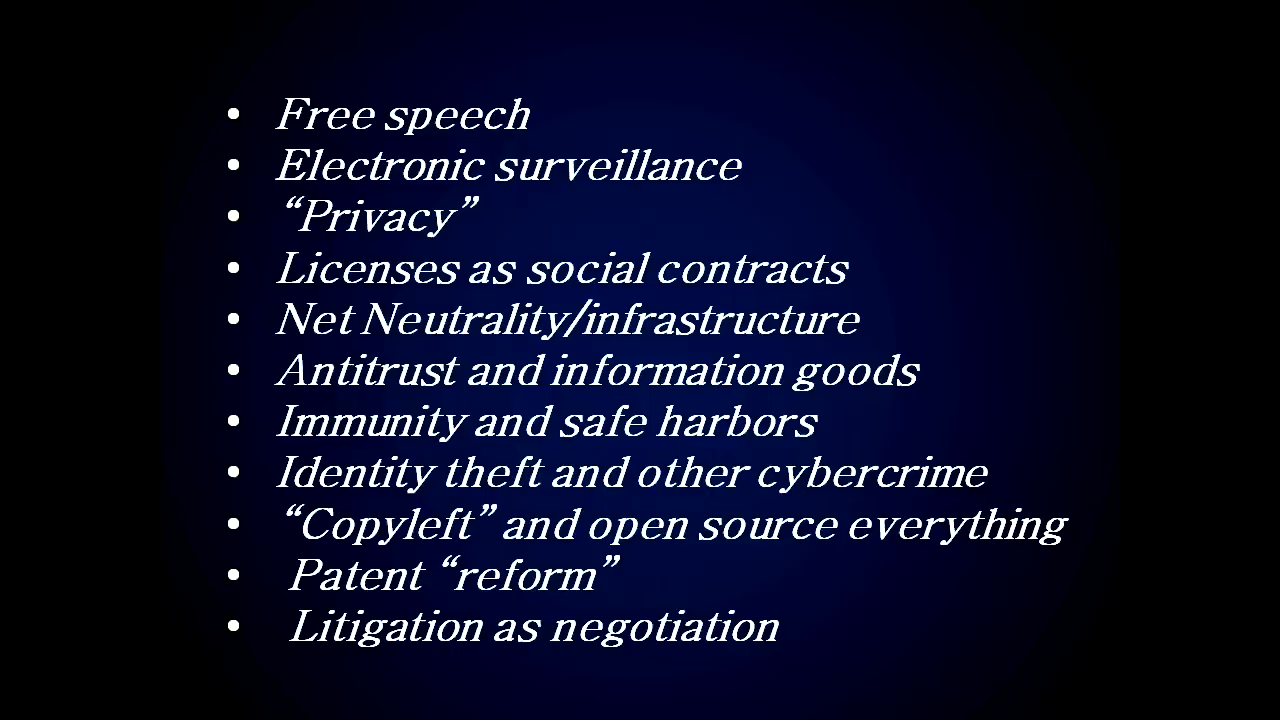 • Free speech
• Electronic surveillance
• “Privacy”
• Licenses as social contracts
• Net Neutrality/infrastructure
• Antitrust and information goods
• Immunity and safe harbors
• Identity theft and other cybercrime
• “Copyleft” and open source everything
• Patent “reform”
• Litigation as negotiation